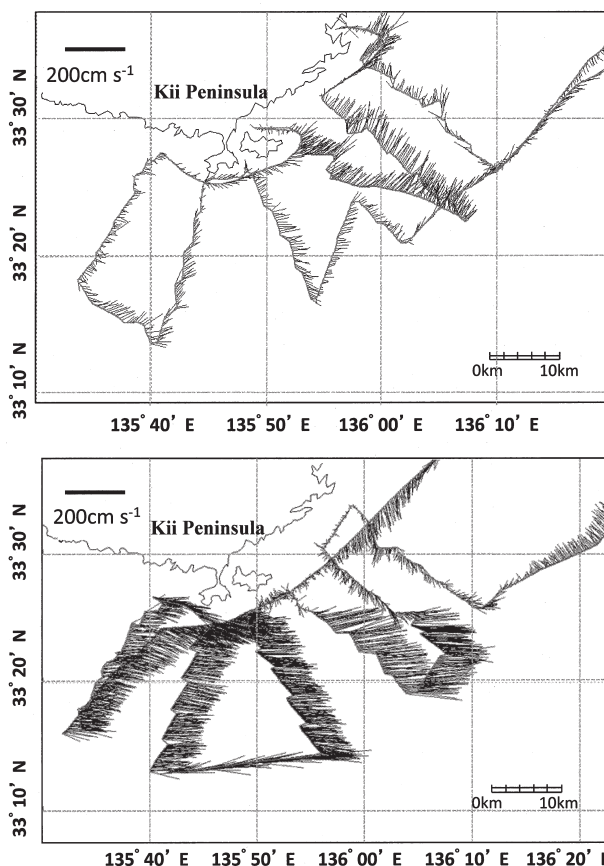 200cm s⁻¹
Kii Peninsula
33° 30′ N
33° 20′ N
33° 10′ N
0km 10km
135° 40′ E 135° 50′ E 136° 00′ E 136° 10′ E
200cm s⁻¹
Kii Peninsula
33° 30′ N
33° 20′ N
33° 10′ N
0km 10km
135° 40′ E 135° 50′ E 136° 00′ E 136° 10′ E 136° 20′ E